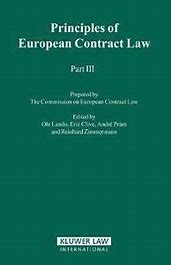 Principles of
European Contract Law
Part III
Prepared by
The Commission on European Contract Law
Edited by
Ole Lando, Eric Clive, André Prüm
and Reinhard Zimmermann
KLUWER LAW
INTERNATIONAL